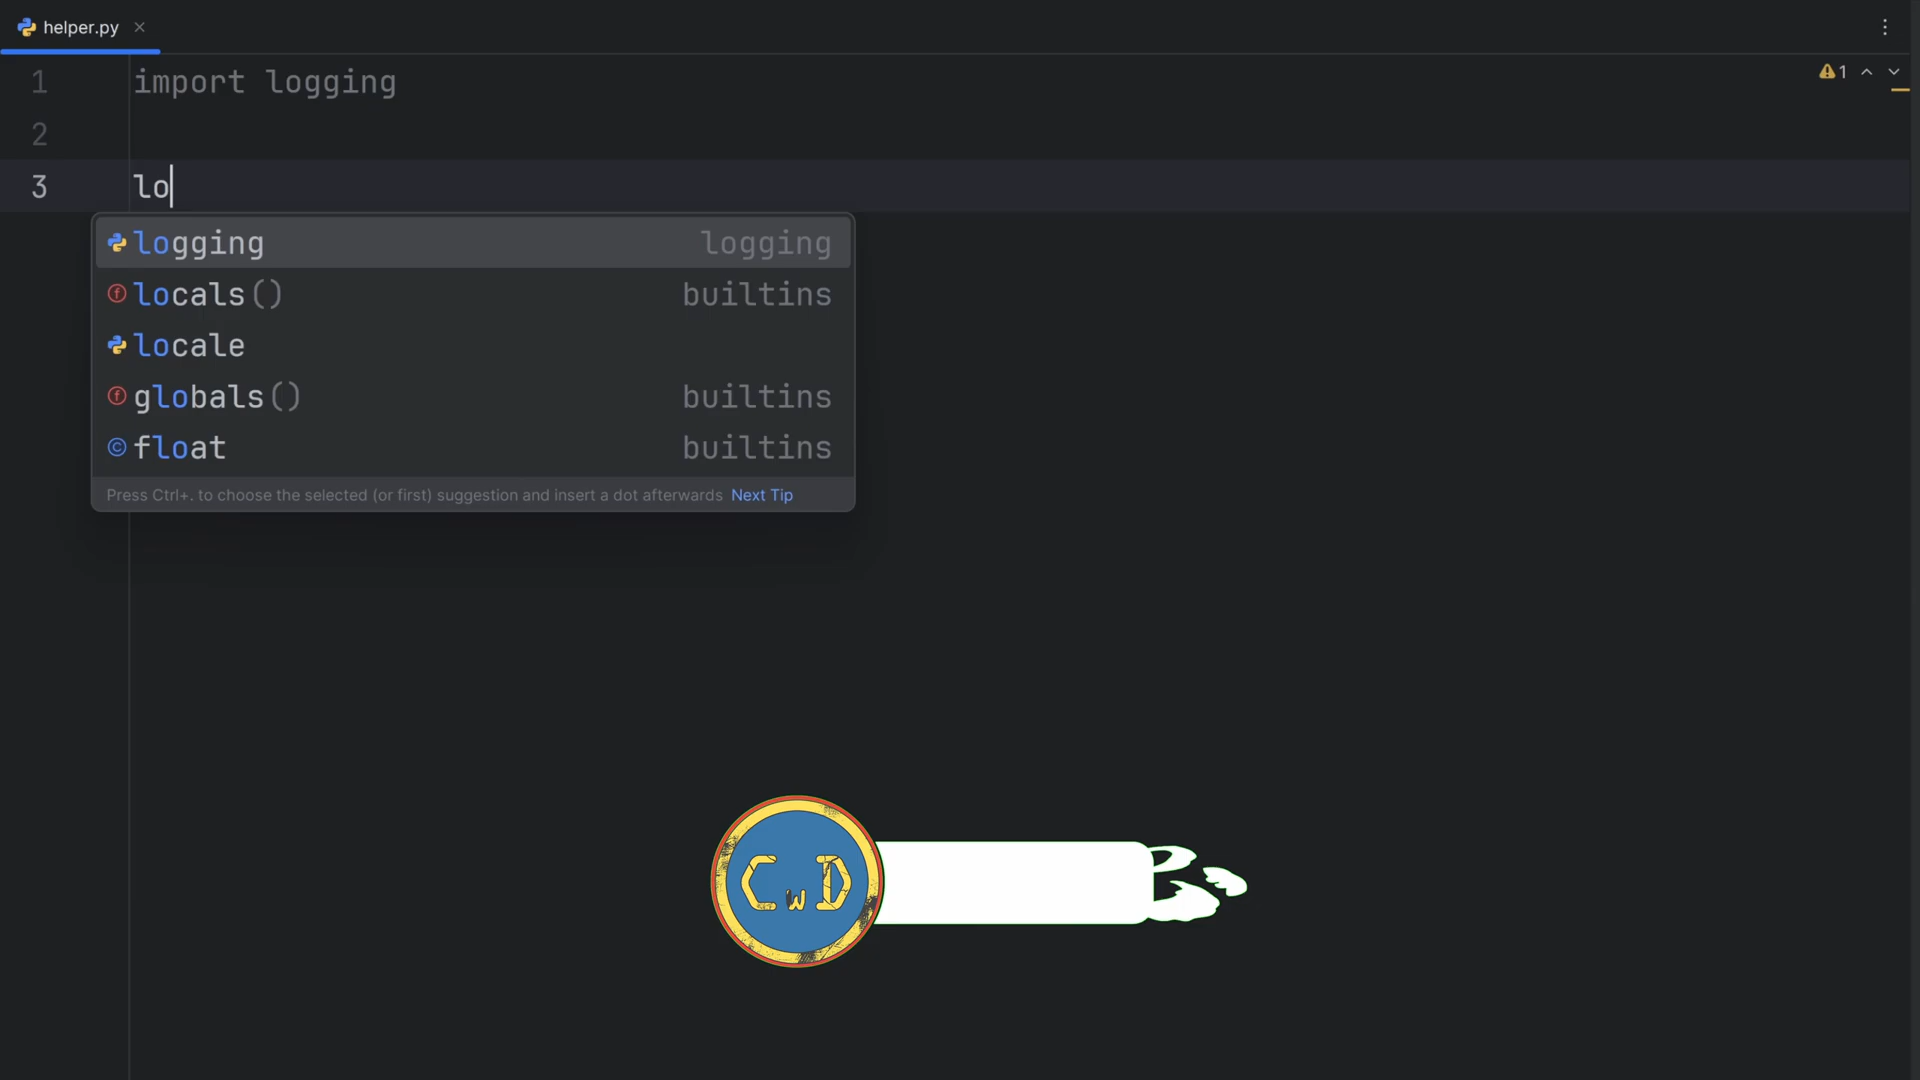 helper.py
1
1 import logging
2
3 lo
logging logging
locals() builtins
locale
globals() builtins
float builtins
Press Ctrl+. to choose the selected (or first) suggestion and insert a dot afterwards Next Tip
CwD